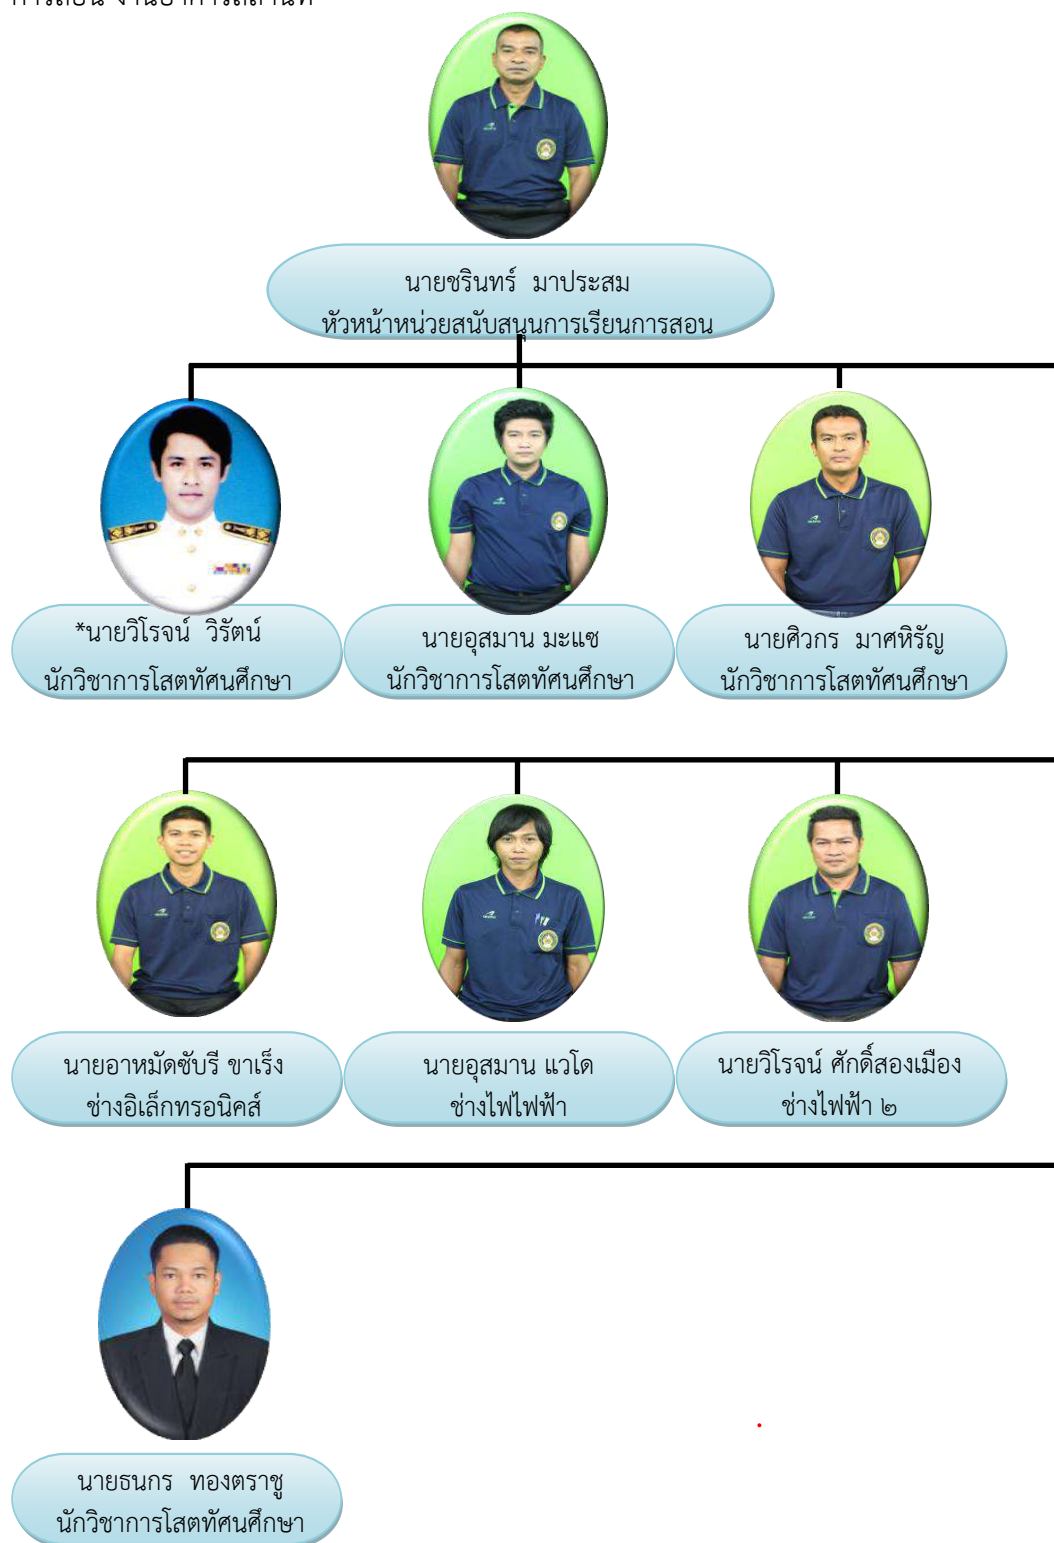 นายชรินทร์ มาประสม
หัวหน้าหน่วยสนับสนุนการเรียนการสอน
*นายวิโรจน์ วิรัตน์
นักวิชาการโสตทัศนศึกษา
นายอุสมาน มะแซ
นักวิชาการโสตทัศนศึกษา
นายศิวกร มาศหิรัญ
นักวิชาการโสตทัศนศึกษา
นายอาหมัดซับรี ขาเร็ง
ช่างอิเล็กทรอนิคส์
นายอุสมาน แวโด
ช่างไฟไฟฟ้า
นายวิโรจน์ ศักดิ์สองเมือง
ช่างไฟฟ้า ๒
นายธนกร ทองตราชู
นักวิชาการโสตทัศนศึกษา